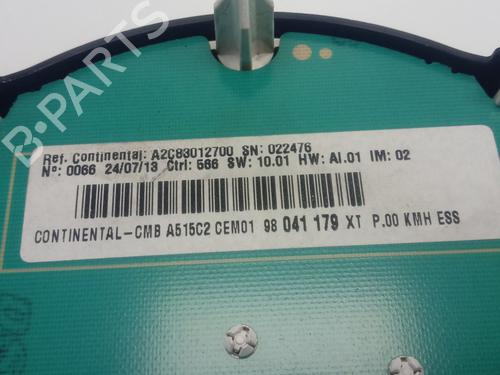 Ref. Continental: A2C83012700 SN: 022476
Nº: 0066 24/07/13 Ctrl: 566 SW: 10.01 HW: AI.01 IM: 02
CONTINENTAL-CMB A515C2 CEM01 98 041 179 XT P.00 KMH ESS
B-PARTS